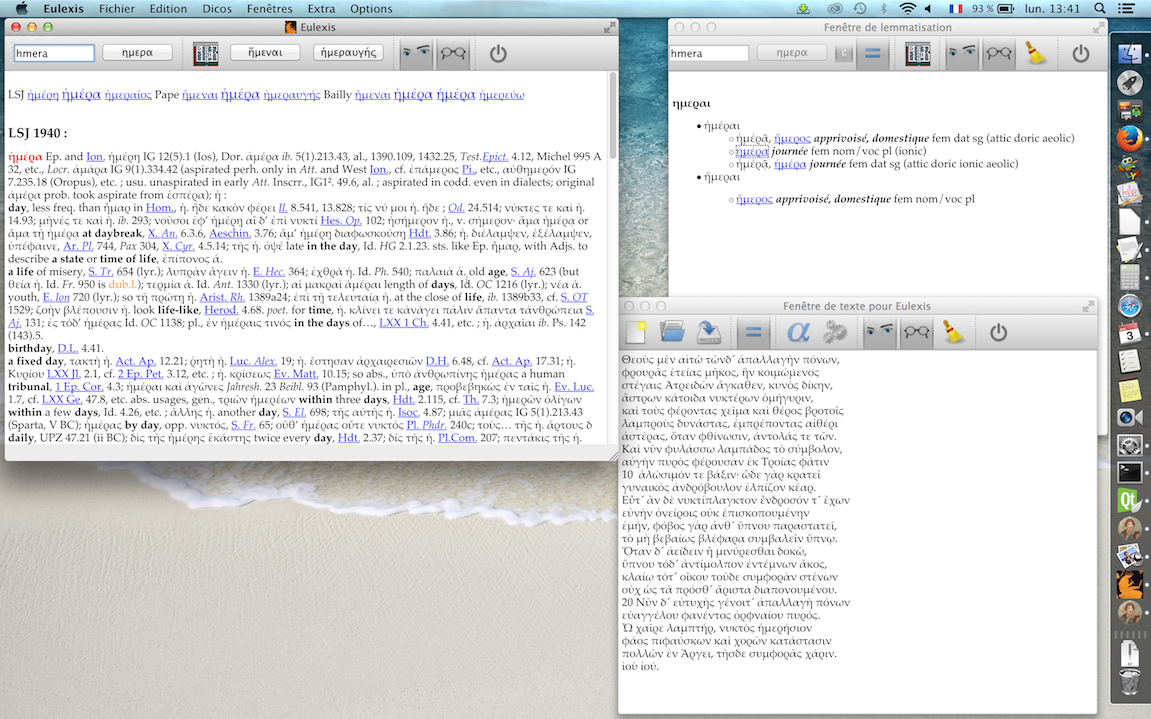 Eulexis Fichier Edition Dicos Fenêtres Extra Options
93 % lun. 13:41
Eulexis
hmera ημερα ἤμεναι ἡμεραυγής
LSJ ἡμέρη ἡμέρα ἡμεραῖος Pape ἤμεναι ἡμέρα ἡμεραυγής Bailly ἤμεναι ἡμέρα ἡμέρα ἡμερεύω
LSJ 1940 :
ἡμέρα Ep. and Ion. ἡμέρη IG 12(5).1 (Ios), Dor. ἀμέρα ib. 5(1).213.43, al., 1390.109, 1432.25, Test.Epict. 4.12, Michel 995 A
32, etc., Locr. ἀμάρα IG 9(1).334.42 (aspirated perh. only in Att. and West Ion., cf. ἐπάμερος Pi., etc., αὐθημερόν IG
7.235.18 (Oropus), etc. ; usu. unaspirated in early Att. Inscrr., IG1². 49.6, al. ; aspirated in codd. even in dialects; original
ἀμέρα prob. took aspirate from ἑσπέρα); ἡ :
day, less freq. than ἦμαρ in Hom., ἡ. ἥδε κακὸν φέρει Il. 8.541, 13.828; τίς νύ μοι ἡ. ἥδε ; Od. 24.514; νύκτες τε καὶ ἡ.
14.93; μῆνές τε καὶ ἡ. ib. 293; νοῦσοι ἐφ' ἡμέρῃ αἳ δ' ἐπὶ νυκτί Hes. Op. 102; ἡσήμερον ἡ., v. σήμερον· ἅμα ἡμέρᾳ or
ἅμα τῇ ἡμέρᾳ at daybreak, X. An. 6.3.6, Aeschin. 3.76; ἅμ' ἡμέρῃ διαφωσκούσῃ Hdt. 3.86; ἡ. διέλαμψεν, ἐξέλαμψεν,
ὑπέφαινε, Ar. Pl. 744, Pax 304, X. Cyr. 4.5.14; τῆς ἡ. ὀψέ late in the day, Id. HG 2.1.23. sts. like Ep. ἦμαρ, with Adjs. to
describe a state or time of life, ἐπίπονος ἁ.
a life of misery, S. Tr. 654 (lyr.); λυπρὰν ἄγειν ἡ. E. Hec. 364; ἐχθρὰ ἡ. Id. Ph. 540; παλαιὰ ἁ. old age, S. Aj. 623 (but
θεία ἡ. Id. Fr. 950 is dub.l.); τερμία ἁ. Id. Ant. 1330 (lyr.); αἱ μακραὶ ἁμέραι length of days, Id. OC 1216 (lyr.); νέα ἁ.
youth, E. Ion 720 (lyr.); so τῇ πρώτῃ ἡ. Arist. Rh. 1389a24; ἐπὶ τῇ τελευταίᾳ ἡ. at the close of life, ib. 1389b33, cf. S. OT
1529; ζοὴν βλέπουσιν ἡ. look life-like, Herod. 4.68. poet. for time, ἡ. κλίνει τε κἀνάγει πάλιν ἅπαντα τἀνθρώπεια S.
Aj. 131; ἐς τόδ' ἡμέρας Id. OC 1138; pl., ἐν ἡμέραις τινός in the days of…, LXX 1 Ch. 4.41, etc. ; ἡ. ἀρχαῖαι ib. Ps. 142
(143).5.
birthday, D.L. 4.41.
a fixed day, τακτὴ ἡ. Act. Ap. 12.21; ῥητὴ ἡ. Luc. Alex. 19; ἡ. ἔστησαν ἀρχαιρεσιῶν D.H. 6.48, cf. Act. Ap. 17.31; ἡ.
Κυρίου LXX Jl. 2.1, cf. 2 Ep. Pet. 3.12, etc. ; ἡ. κρίσεως Ev. Matt. 10.15; so abs., ὑπὸ ἀνθρωπίνης ἡμέρας a human
tribunal, 1 Ep. Cor. 4.3; ἡμέραι καὶ ἀγῶνες Jahresh. 23 Beibl. 93 (Pamphyl.). in pl., age, προβεβηκὼς ἐν ταῖς ἡ. Ev. Luc.
1.7, cf. LXX Ge. 47.8, etc. abs. usages, gen., τριῶν ἡμερέων within three days, Hdt. 2.115, cf. Th. 7.3; ἡμερῶν ὀλίγων
within a few days, Id. 4.26, etc. ; ἄλλης ἡ. another day, S. El. 698; τῆς αὐτῆς ἡ. Isoc. 4.87; μιᾶς ἁμέρας IG 5(1).213.43
(Sparta, V BC); ἡμέρας by day, opp. νυκτός, S. Fr. 65; οὔθ' ἡμέρας οὔτε νυκτός Pl. Phdr. 240c; τοὺς… τῆς ἡ. ἄρτους δ
daily, UPZ 47.21 (ii BC); δὶς τῆς ἡμέρης ἑκάστης twice every day, Hdt. 2.37; δὶς τῆς ἡ. Pl.Com. 207; πεντάκις τῆς ἡ.
Fenêtre de lemmatisation
hmera ημερα
ημεραι
• ἡμέραι
ἡμέρᾳ, ἥμερος apprivoisé, domestique fem dat sg (attic doric aeolic)
ἡμέρα journée fem nom/voc pl (ionic)
ἡμέρᾳ, ἡμέρα journée fem dat sg (attic doric ionic aeolic)
• ἥμεραι
ἥμερος apprivoisé, domestique fem nom/voc pl
Fenêtre de texte pour Eulexis
Θεοὺς μὲν αἰτῶ τῶνδ´ ἀπαλλαγὴν πόνων,
φρουρᾶς ἐτείας μῆκος, ἣν κοιμώμενος
στέγαις Ἀτρειδῶν ἄγκαθεν, κυνὸς δίκην,
ἄστρων κάτοιδα νυκτέρων ὁμήγυριν,
καὶ τοὺς φέροντας χεῖμα καὶ θέρος βροτοῖς
λαμπροὺς δυνάστας, ἐμπρέποντας αἰθέρι
ἀστέρας, ὅταν φθίνωσιν, ἀντολάς τε τῶν.
Καὶ νῦν φυλάσσω λαμπάδος τὸ σύμβολον,
αὐγὴν πυρὸς φέρουσαν ἐκ Τροίας φάτιν
10 ἁλώσιμόν τε βάξιν· ὧδε γὰρ κρατεῖ
γυναικὸς ἀνδρόβουλον ἐλπίζον κέαρ.
Εὖτ´ ἂν δὲ νυκτίπλαγκτον ἔνδροσόν τ´ ἔχων
εὐνὴν ὀνείροις οὐκ ἐπισκοπουμένην
ἐμήν, φόβος γὰρ ἀνθ´ ὕπνου παραστατεῖ,
τὸ μὴ βεβαίως βλέφαρα συμβαλεῖν ὕπνῳ.
Ὅταν δ´ ἀείδειν ἢ μινύρεσθαι δοκῶ,
ὕπνου τόδ´ ἀντίμολπον ἐντέμνων ἄκος,
κλαίω τότ´ οἴκου τοῦδε συμφορὰν στένων
οὐχ ὡς τὰ πρόσθ´ ἄριστα διαπονουμένου.
20 Νῦν δ´ εὐτυχὴς γένοιτ´ ἀπαλλαγὴ πόνων
εὐαγγέλου φανέντος ὀρφναίου πυρός.
Ὦ χαῖρε λαμπτήρ, νυκτὸς ἡμερήσιον
φάος πιφαύσκων καὶ χορῶν κατάστασιν
πολλῶν ἐν Ἄργει, τῆσδε συμφορᾶς χάριν.
ἰοὺ ἰού.